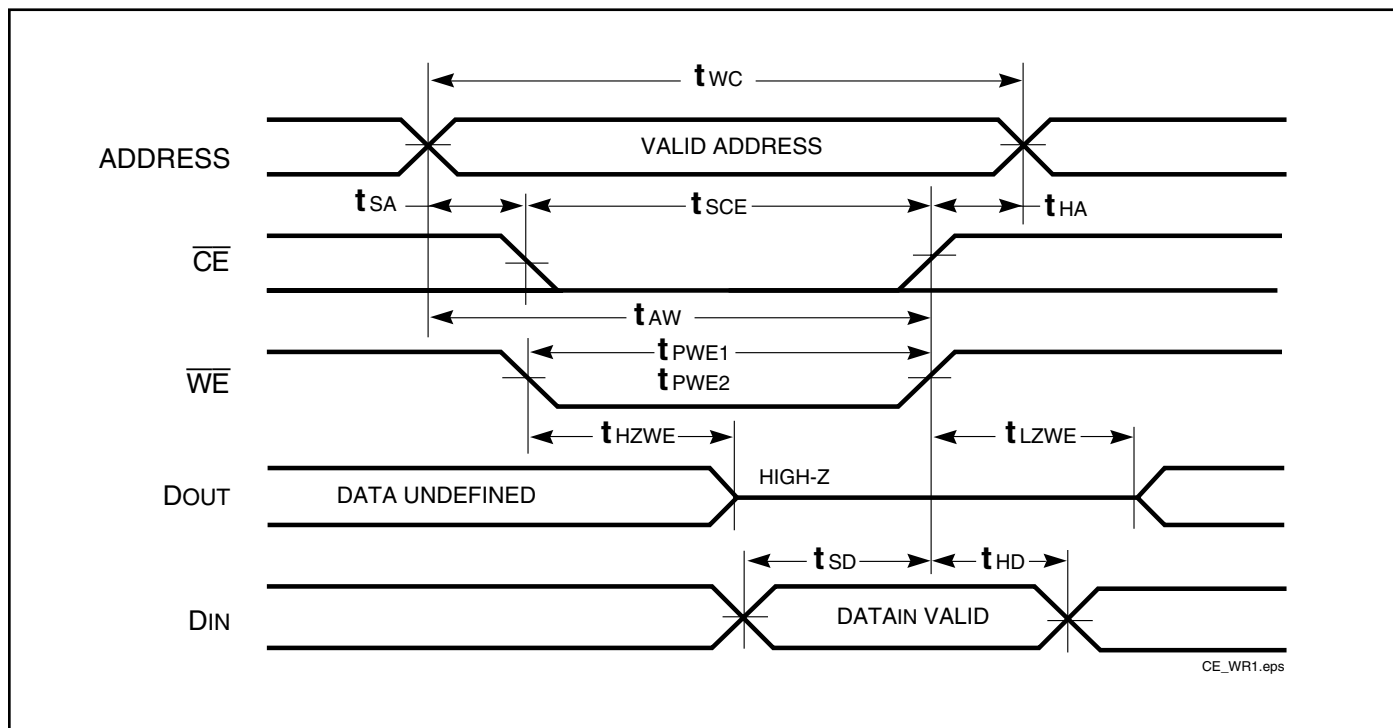 tWC
ADDRESS
VALID ADDRESS
tSA
tSCE
tHA
CE
tAW
tPWE1
WE
tPWE2
tHZWE
tLZWE
HIGH-Z
DOUT
DATA UNDEFINED
tSD
tHD
DIN
DATAIN VALID
CE_WR1.eps